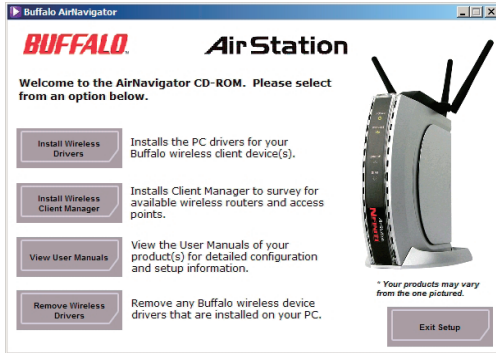 Buffalo AirNavigator
BUFFALO
AirStation
Welcome to the AirNavigator CD-ROM. Please select
from an option below.
Install Wireless
Drivers
Installs the PC drivers for your
Buffalo wireless client device(s).
Install Wireless
Client Manager
Installs Client Manager to survey for
available wireless routers and access
points.
View User Manuals
View the User Manuals of your
product(s) for detailed configuration
and setup information.
Remove Wireless
Drivers
Remove any Buffalo wireless device
drivers that are installed on your PC.
NFINITI
AirStation
* Your products may vary
from the one pictured.
Exit Setup